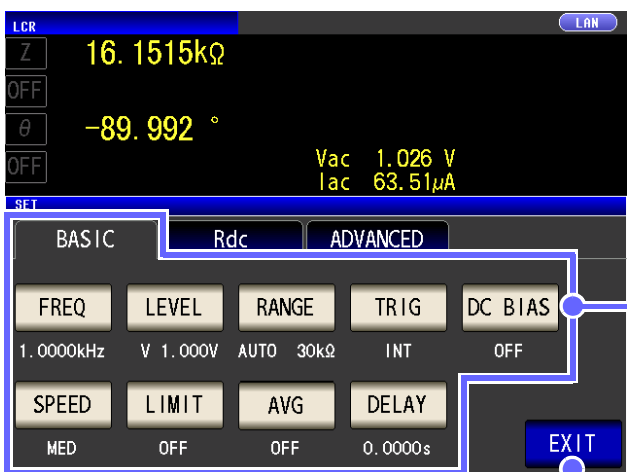 LCR LAN
Z 16.1515kΩ
OFF
θ -89.992 °
OFF Vac 1.026 V
Iac 63.51μA
SET
BASIC Rdc ADVANCED
FREQ LEVEL RANGE TRIG DC BIAS
1.0000kHz V 1.000V AUTO 30kΩ INT OFF
SPEED LIMIT AVG DELAY
MED OFF OFF 0.0000s
EXIT